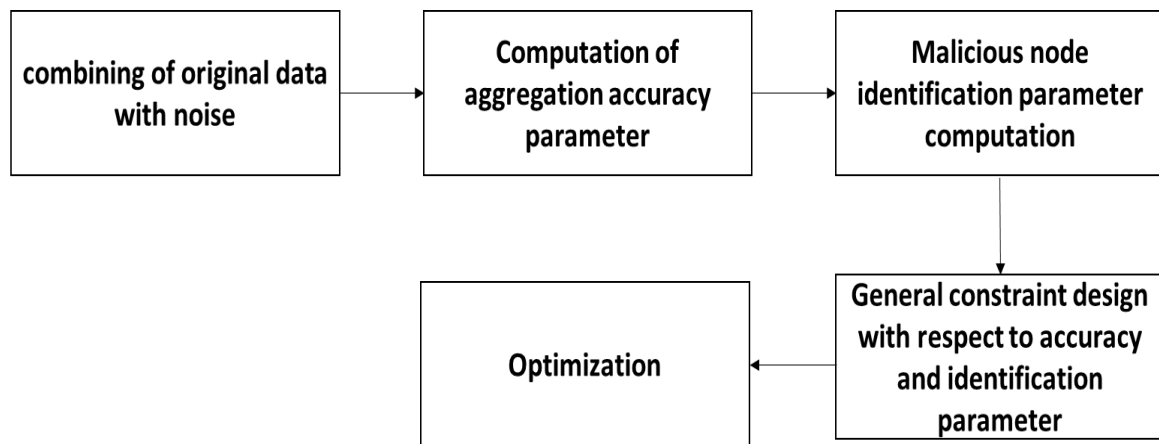 combining of original data
with noise
Computation of
aggregation accuracy
parameter
Malicious node
identification parameter
computation
General constraint design
with respect to accuracy
and identification
parameter
Optimization